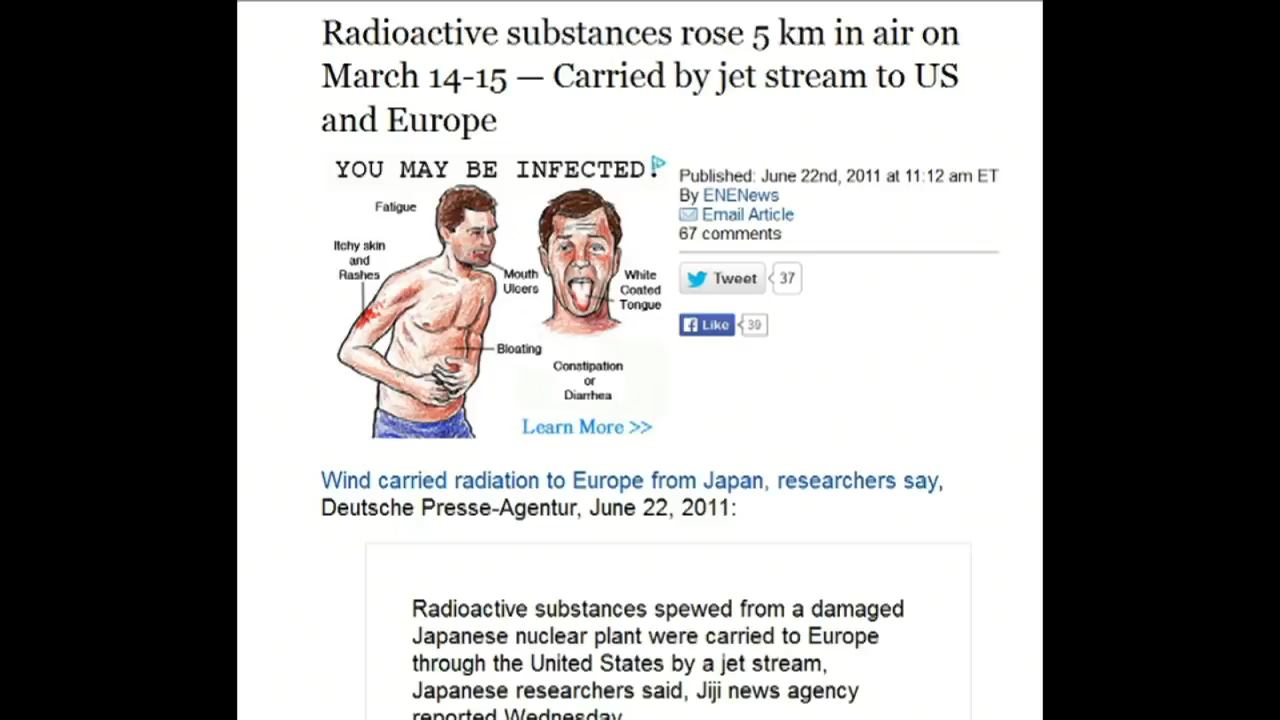 Radioactive substances rose 5 km in air on
March 14-15 — Carried by jet stream to US
and Europe
YOU MAY BE INFECTED!
Fatigue
Itchy skin
and
Rashes
Mouth
Ulcers
White
Coated
Tongue
Bloating
Constipation
or
Diarrhea
Learn More >>
Published: June 22nd, 2011 at 11:12 am ET
By ENENews
Email Article
67 comments
Tweet 37
Like 39
Wind carried radiation to Europe from Japan, researchers say,
Deutsche Presse-Agentur, June 22, 2011:
Radioactive substances spewed from a damaged
Japanese nuclear plant were carried to Europe
through the United States by a jet stream,
Japanese researchers said, Jiji news agency
reported Wednesday